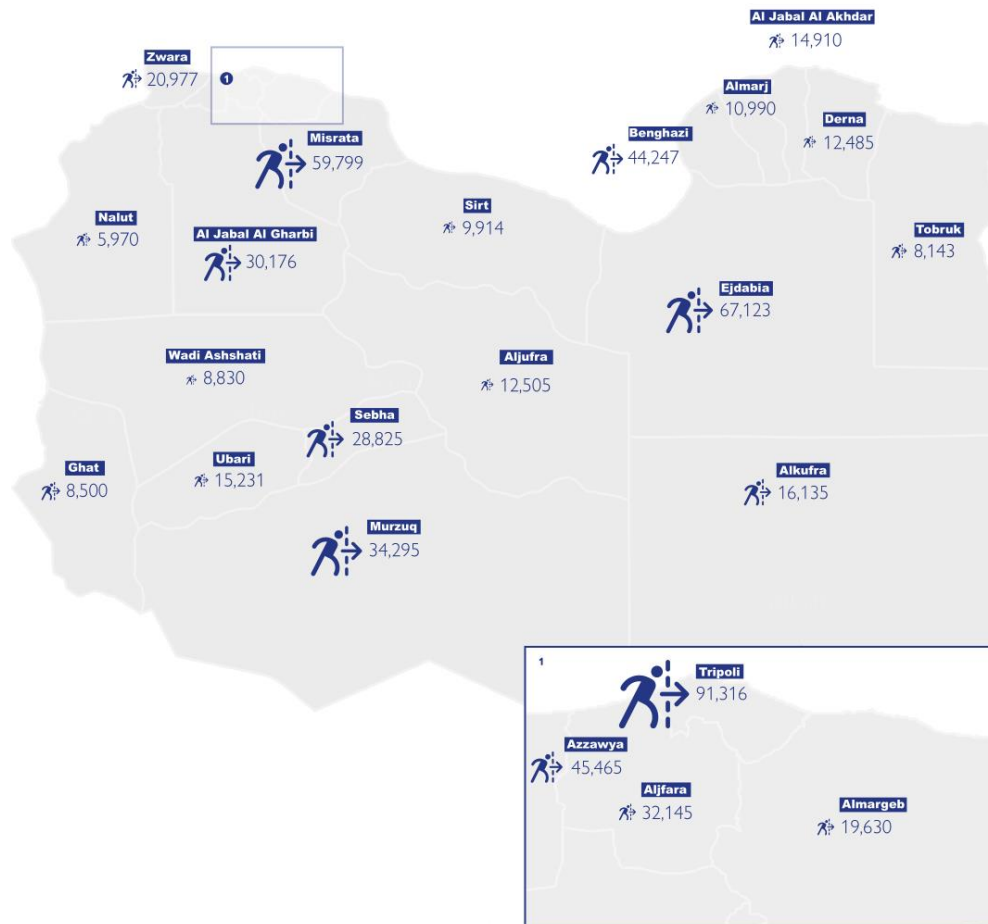 Al Jabal Al Akhdar
14,910
Zwara
20,977
1
Almarj
10,990
Derna
12,485
Benghazi
44,247
Misrata
59,799
Sirt
9,914
Nalut
5,970
Al Jabal Al Gharbi
30,176
Tobruk
8,143
Ejdabia
67,123
Wadi Ashshati
8,830
Aljufra
12,505
Sebha
28,825
Ubari
15,231
Ghat
8,500
Alkufra
16,135
Murzuq
34,295
1
Tripoli
91,316
Azzawya
45,465
Aljfara
32,145
Almargeb
19,630